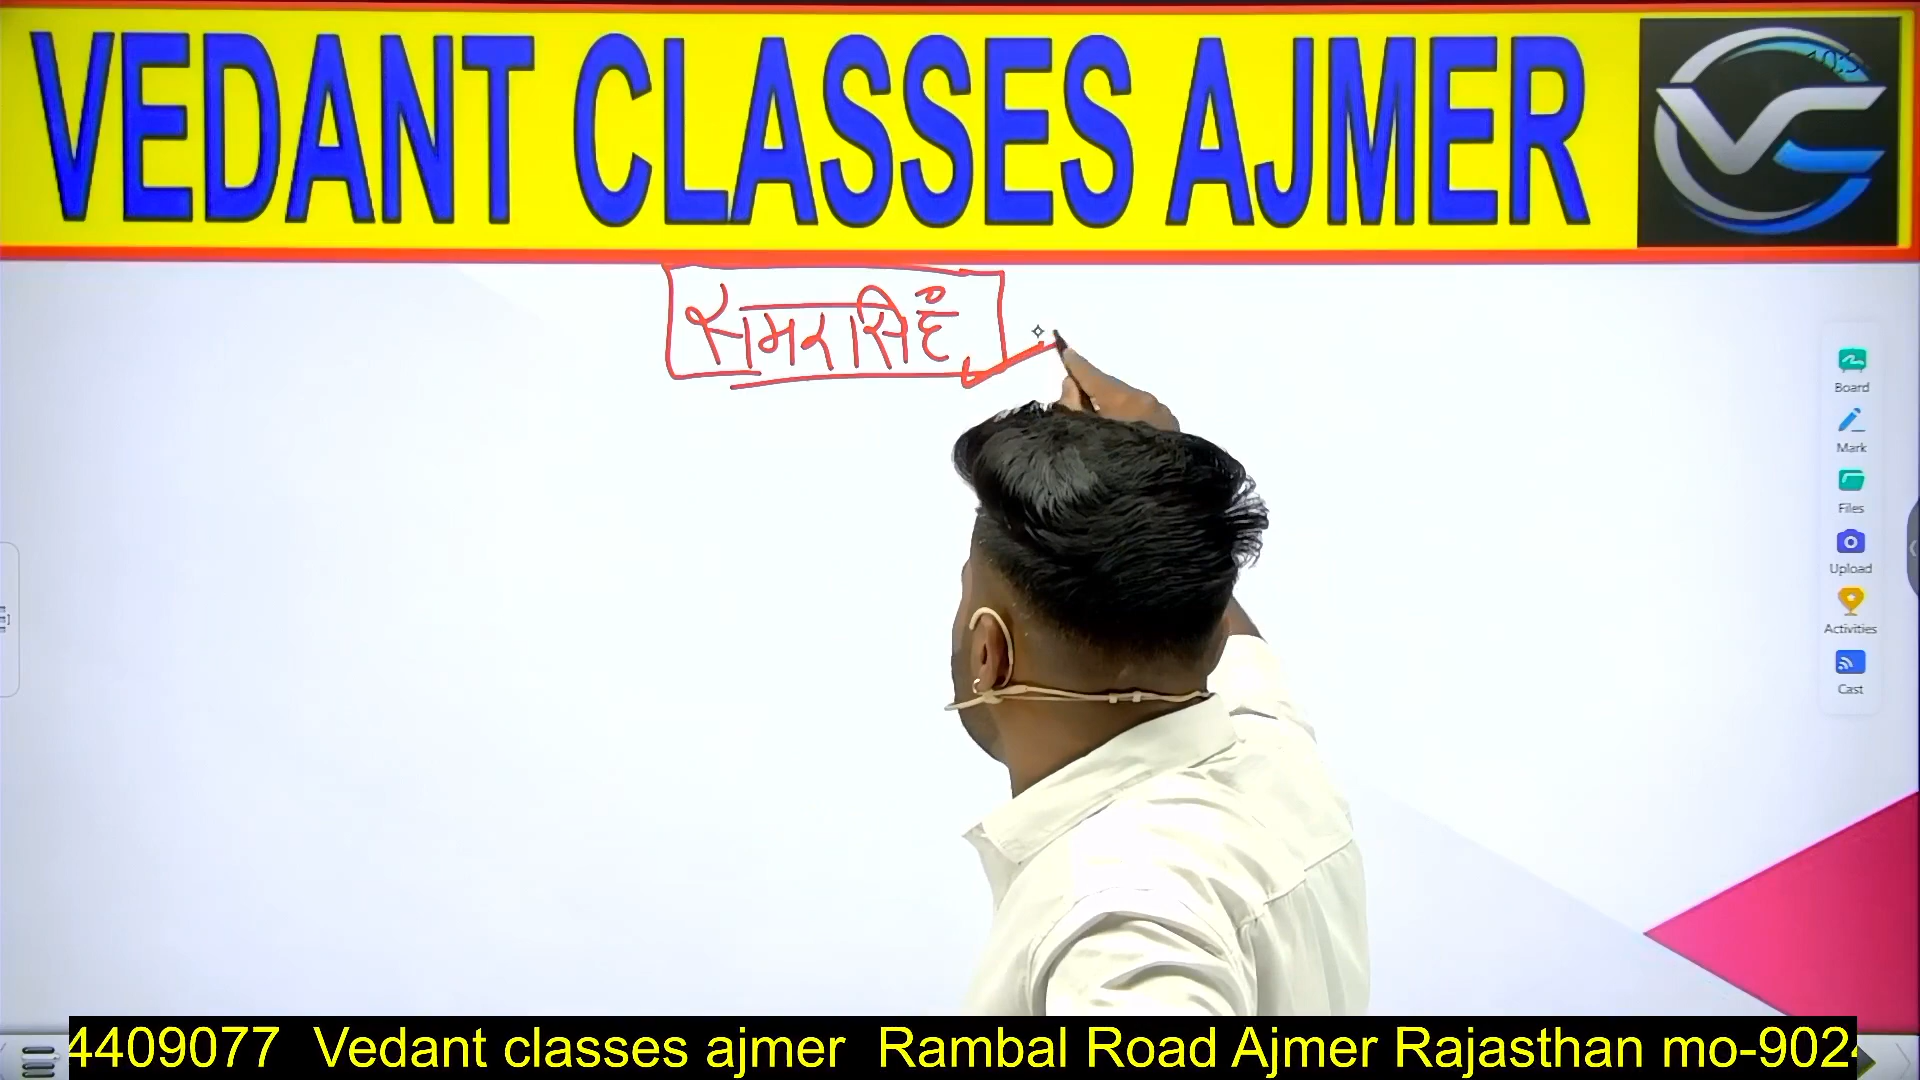 VEDANT CLASSES AJMER
समरसिंह
Board
Mark
Files
Upload
Activities
Cast
4409077 Vedant classes ajmer Rambal Road Ajmer Rajasthan mo-902